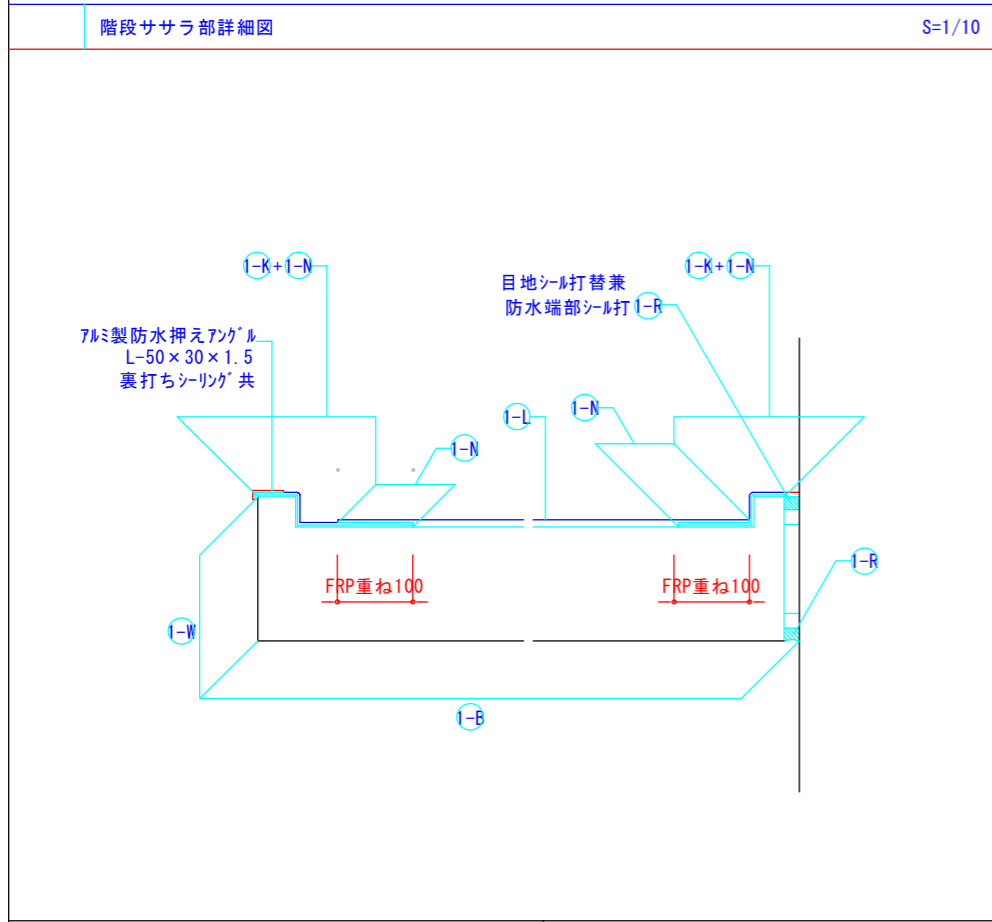 階段ササラ部詳細図
S=1/10
1-K+1-N
1-K+1-N
目地ｼｰﾙ打替兼
防水端部ｼｰﾙ打 1-R
ｱﾙﾐ製防水押えｱﾝｸﾞﾙ
L-50×30×1.5
裏打ちｼｰﾘﾝｸﾞ共
1-L
1-N
1-N
FRP重ね100
FRP重ね100
1-R
1-W
1-B